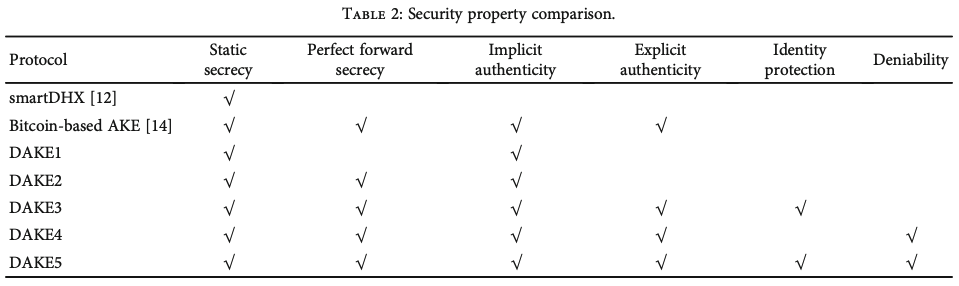 TABLE 2: Security property comparison.
Protocol Static secrecy Perfect forward secrecy Implicit authenticity Explicit authenticity Identity protection Deniability
smartDHX [12] √
Bitcoin-based AKE [14] √ √ √ √
DAKE1 √ √
DAKE2 √ √ √
DAKE3 √ √ √ √ √
DAKE4 √ √ √ √ √
DAKE5 √ √ √ √ √ √